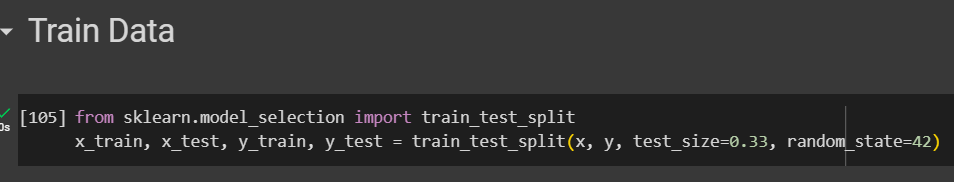 Train Data
[105] from sklearn.model_selection import train_test_split
0s
x_train, x_test, y_train, y_test = train_test_split(x, y, test_size=0.33, random_state=42)